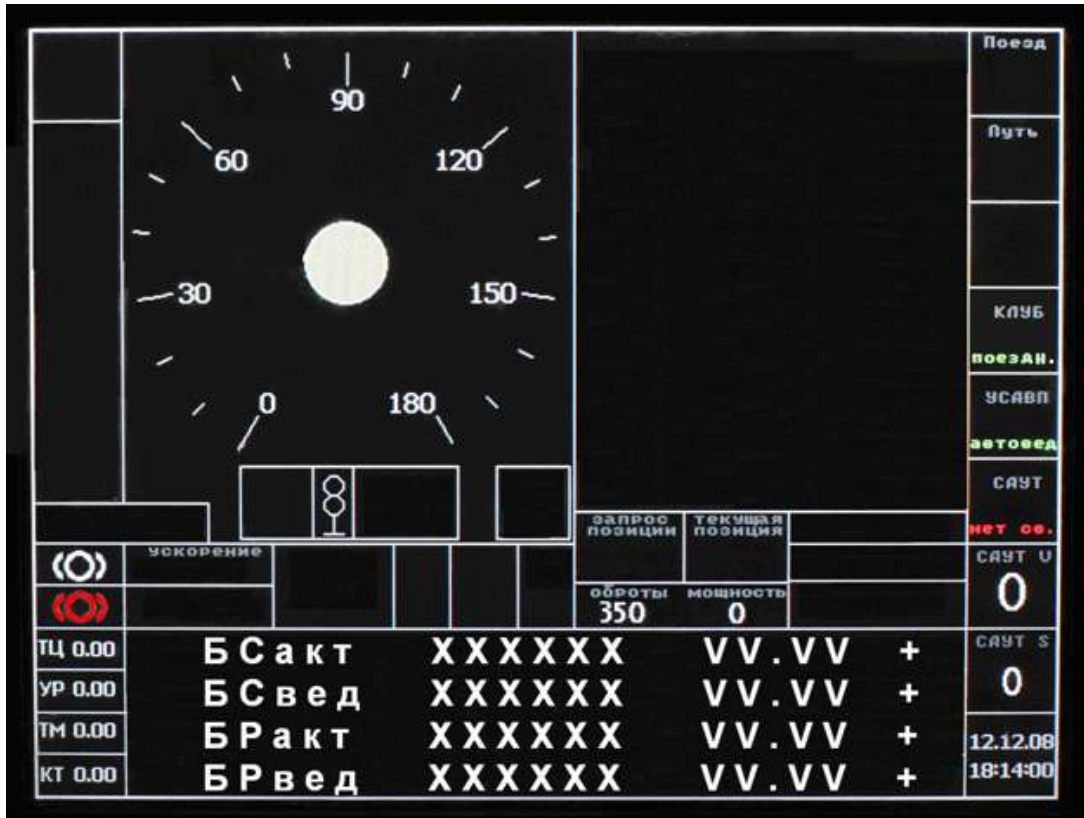 Поезд
Путь
90
60
120
30
150
0
180
КЛУБ
поездн.
УСАВП
автовед
САУТ
нет св.
запрос позиции
текущая позиция
ускорение
обороты
350
мощность
0
САУТ V
0
САУТ S
0
ТЦ 0.00
БСакт XXXXXX VV.VV +
УР 0.00
БСвед XXXXXX VV.VV +
ТМ 0.00
БРакт XXXXXX VV.VV +
КТ 0.00
БРвед XXXXXX VV.VV +
12.12.08
18:14:00